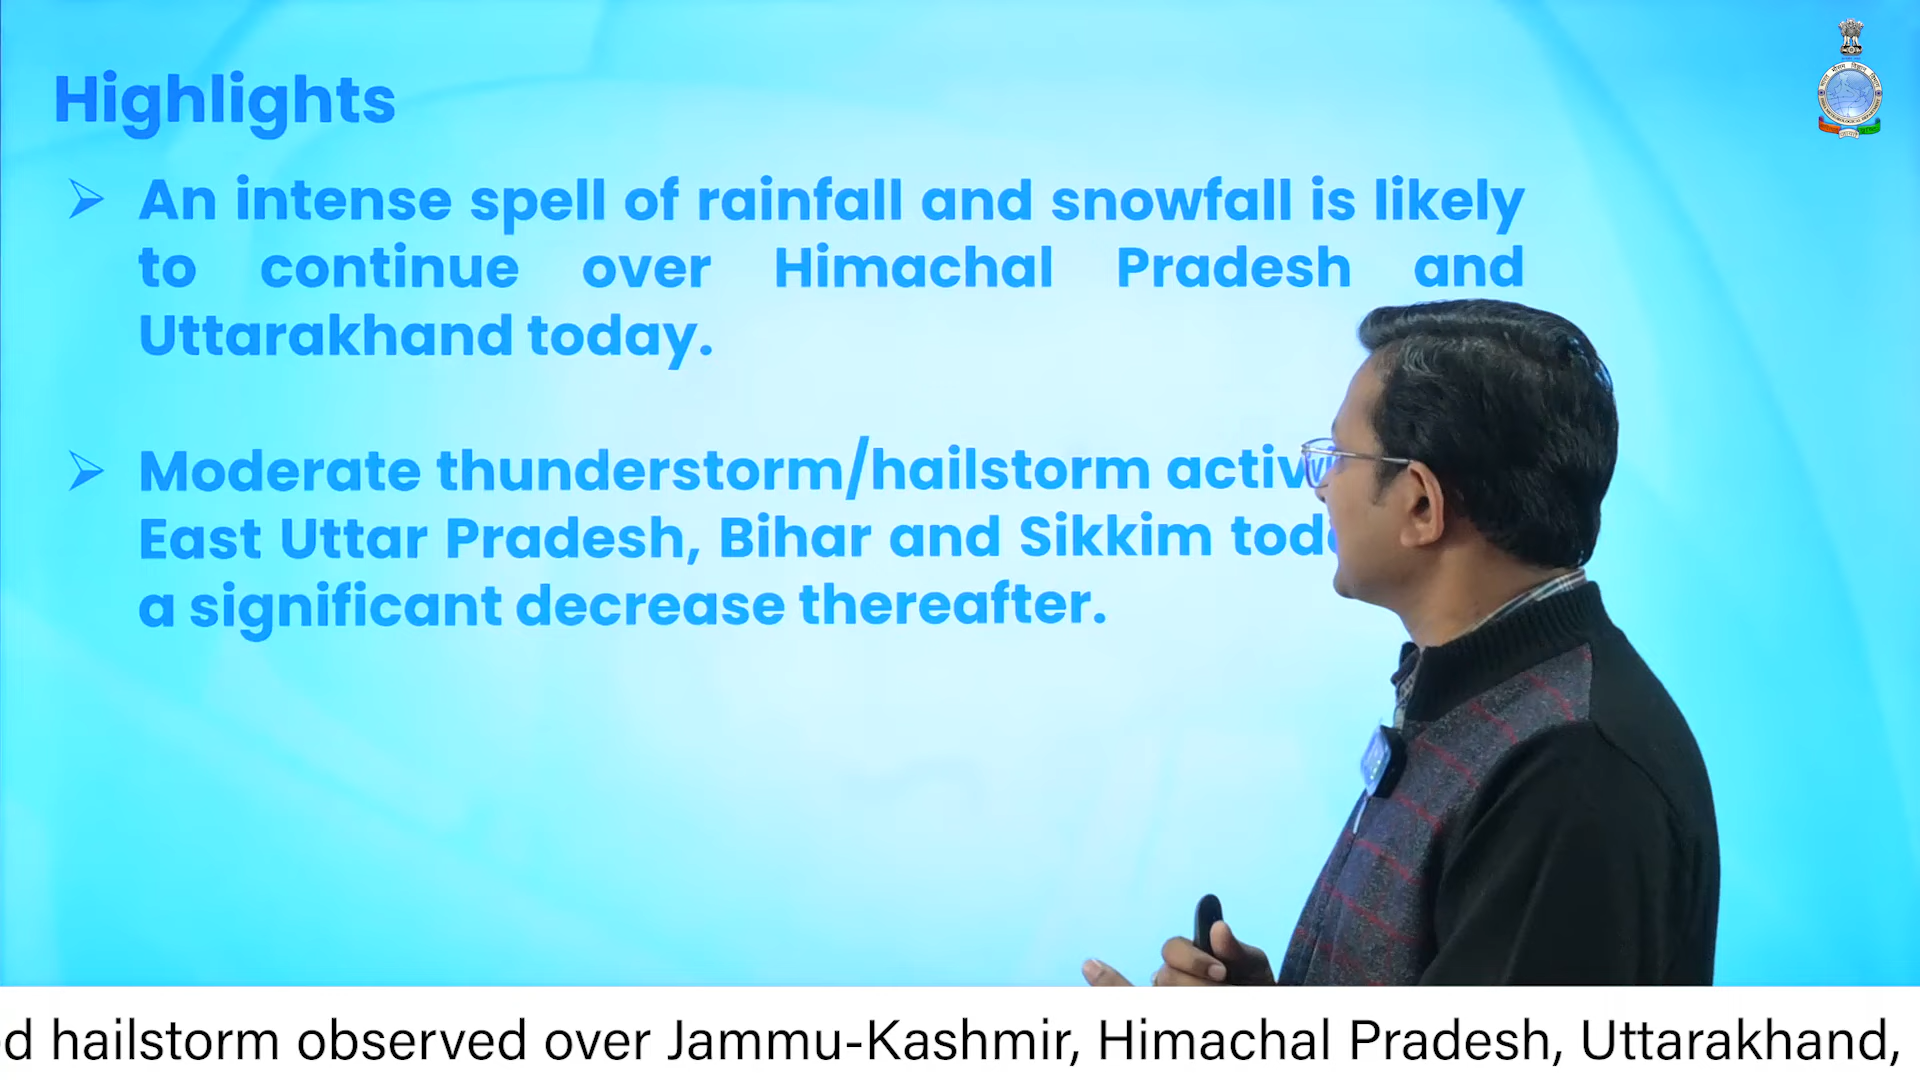 Highlights
An intense spell of rainfall and snowfall is likely
to continue over Himachal Pradesh and
Uttarakhand today.
Moderate thunderstorm/hailstorm
East Uttar Pradesh, Bihar and Sikkim
a significant decrease thereafter.
hailstorm observed over Jammu-Kashmir, Himachal Pradesh, Uttarakhand,